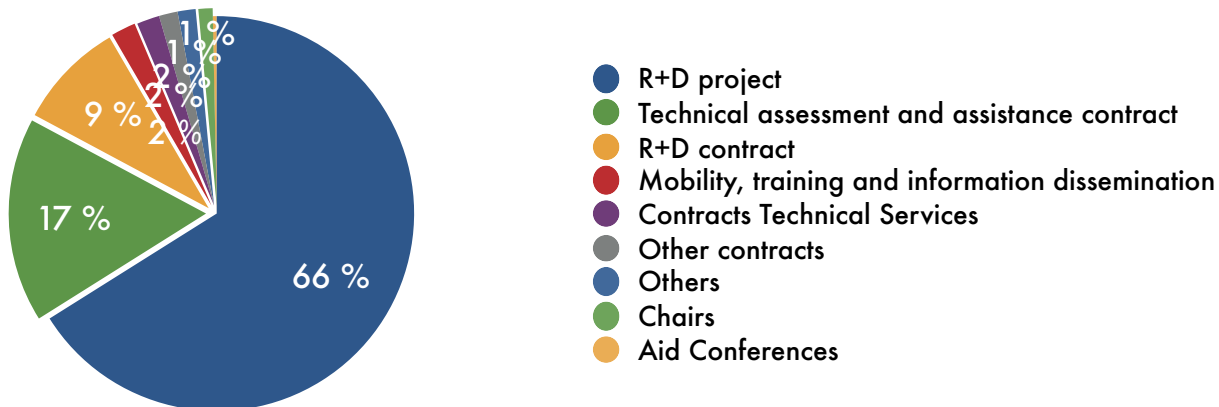 1 %
1 %
2 %
2 %
2 %
9 %
17 %
66 %
R+D project
Technical assessment and assistance contract
R+D contract
Mobility, training and information dissemination
Contracts Technical Services
Other contracts
Others
Chairs
Aid Conferences